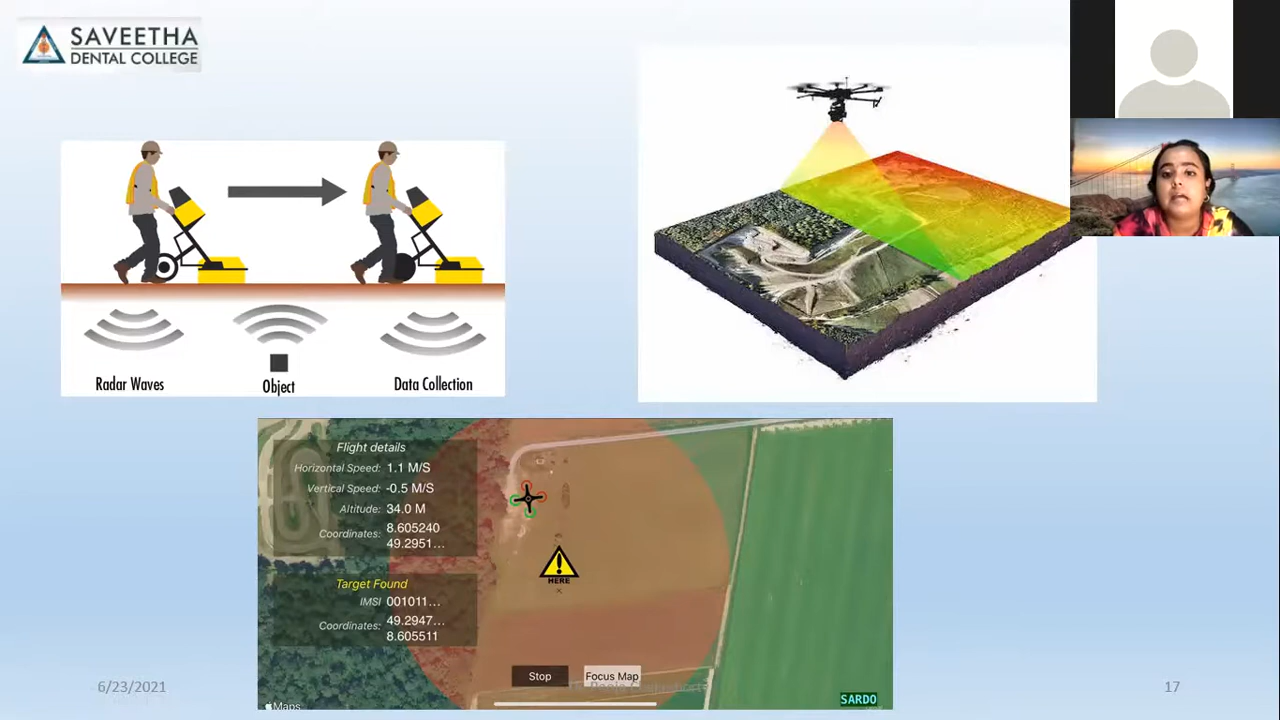 SAVEETHA
DENTAL COLLEGE
Radar Waves
Object
Data Collection
Flight details
Horizontal Speed: 1.1 M/S
Vertical Speed: -0.5 M/S
Altitude: 34.0 M
Coordinates: 8.605240
49.2951...
HERE
Target Found
IMSI 001011...
Coordinates: 49.2947...
8.605511
Stop
Focus Map
Maps
SARDO
6/23/2021
17